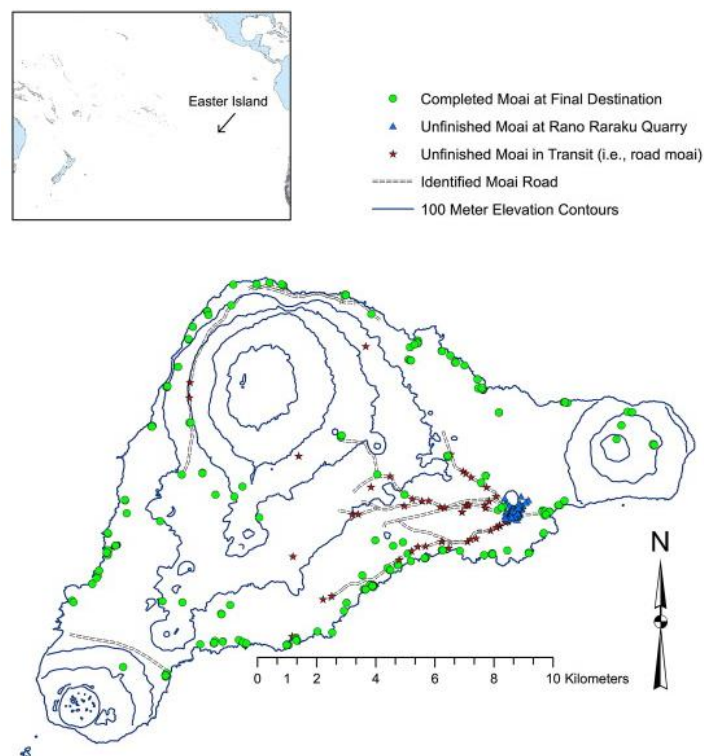 Easter Island
Completed Moai at Final Destination
Unfinished Moai at Rano Raraku Quarry
Unfinished Moai in Transit (i.e., road moai)
Identified Moai Road
100 Meter Elevation Contours
N
0 1 2 4 6 8 10 Kilometers